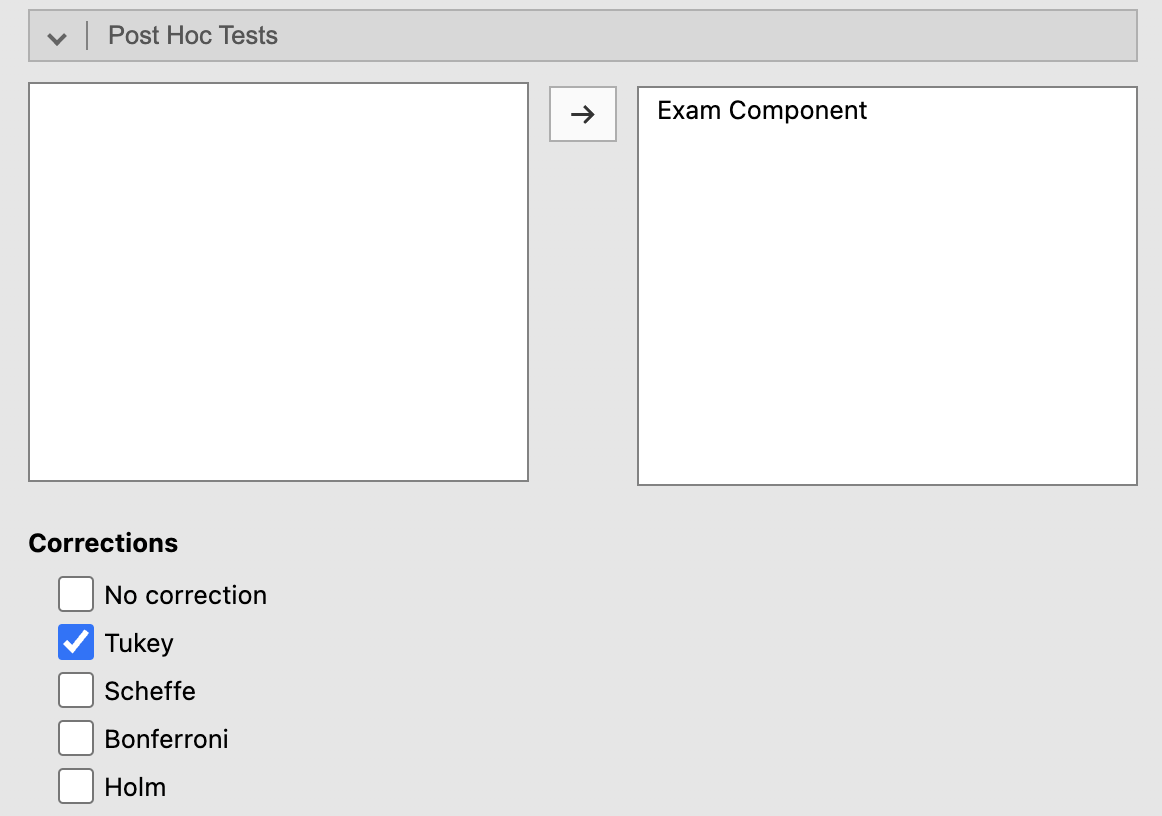 Post Hoc Tests
Exam Component
Corrections
No correction
Tukey
Scheffe
Bonferroni
Holm